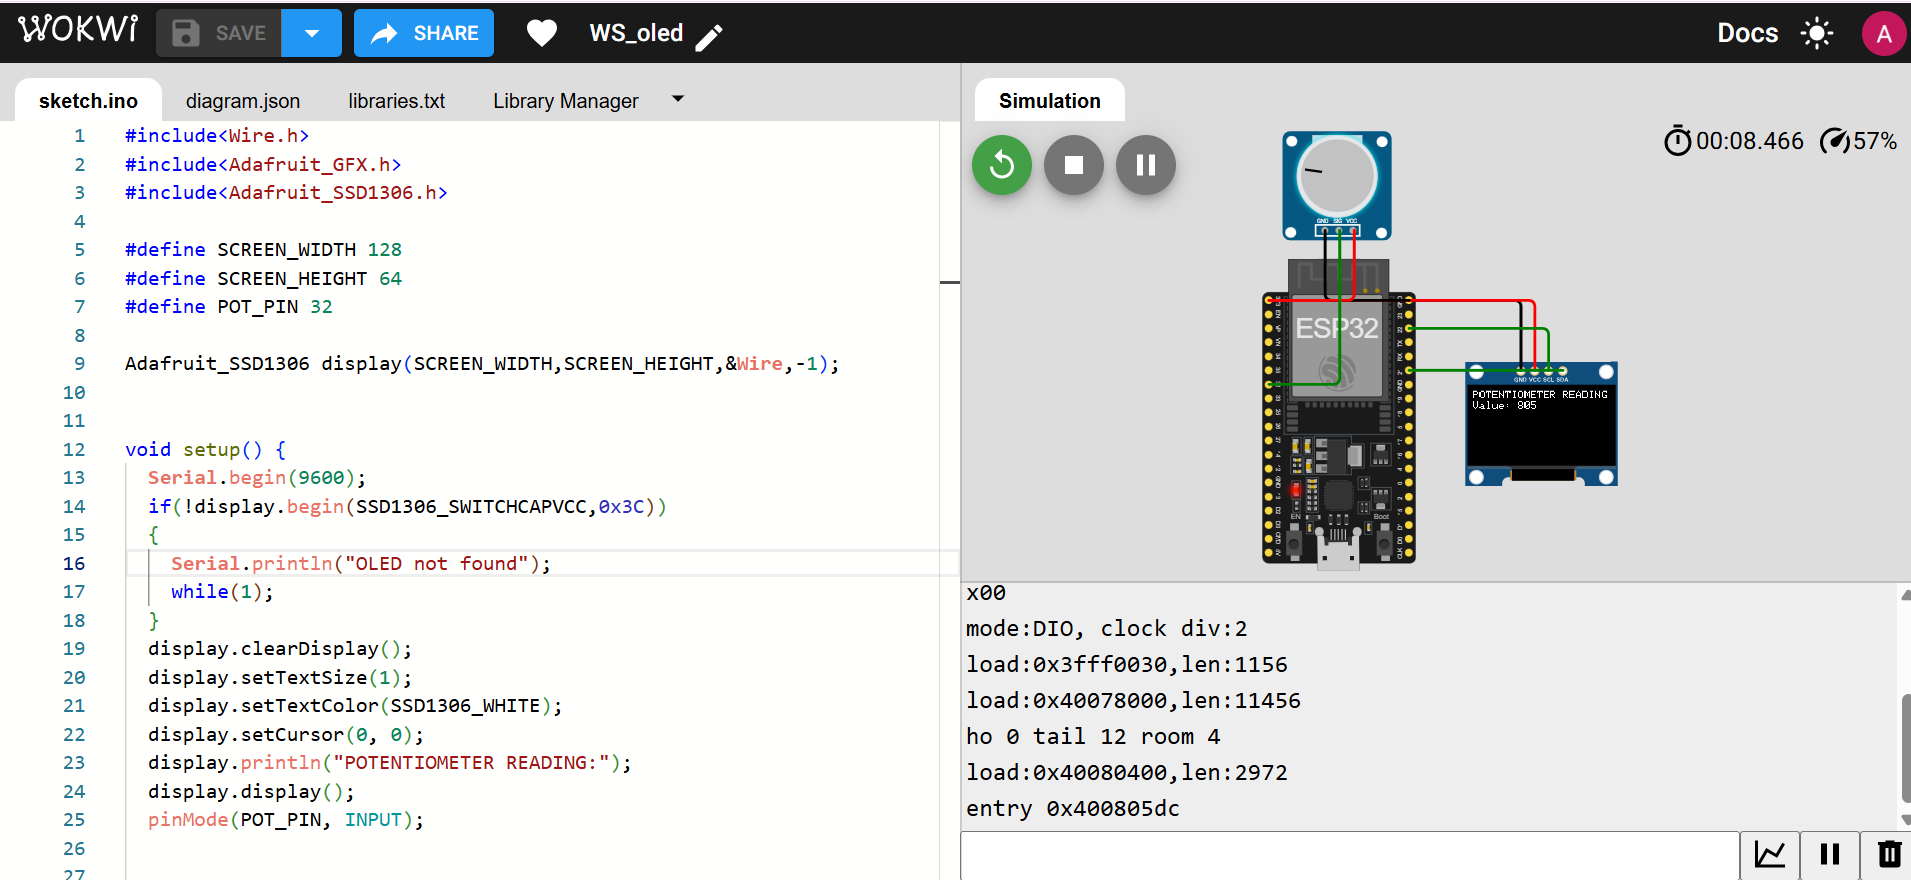 WOKWI SAVE SHARE WS_oled Docs A
sketch.ino diagram.json libraries.txt Library Manager
1 #include<Wire.h>
2 #include<Adafruit_GFX.h>
3 #include<Adafruit_SSD1306.h>
4
5 #define SCREEN_WIDTH 128
6 #define SCREEN_HEIGHT 64
7 #define POT_PIN 32
8
9 Adafruit_SSD1306 display(SCREEN_WIDTH,SCREEN_HEIGHT,&Wire,-1);
10
11
12 void setup() {
13 Serial.begin(9600);
14 if(!display.begin(SSD1306_SWITCHCAPVCC,0x3C))
15 {
16 Serial.println("OLED not found");
17 while(1);
18 }
19 display.clearDisplay();
20 display.setTextSize(1);
21 display.setTextColor(SSD1306_WHITE);
22 display.setCursor(0, 0);
23 display.println("POTENTIOMETER READING:");
24 display.display();
25 pinMode(POT_PIN, INPUT);
26
27
Simulation
00:08.466 57%
GND SIG VCC
ESP32
EN Boot
GND VCC SCL SDA
POTENTIOMETER READING
Value: 805
x00
mode:DIO, clock div:2
load:0x3fff0030,len:1156
load:0x40078000,len:11456
ho 0 tail 12 room 4
load:0x40080400,len:2972
entry 0x400805dc